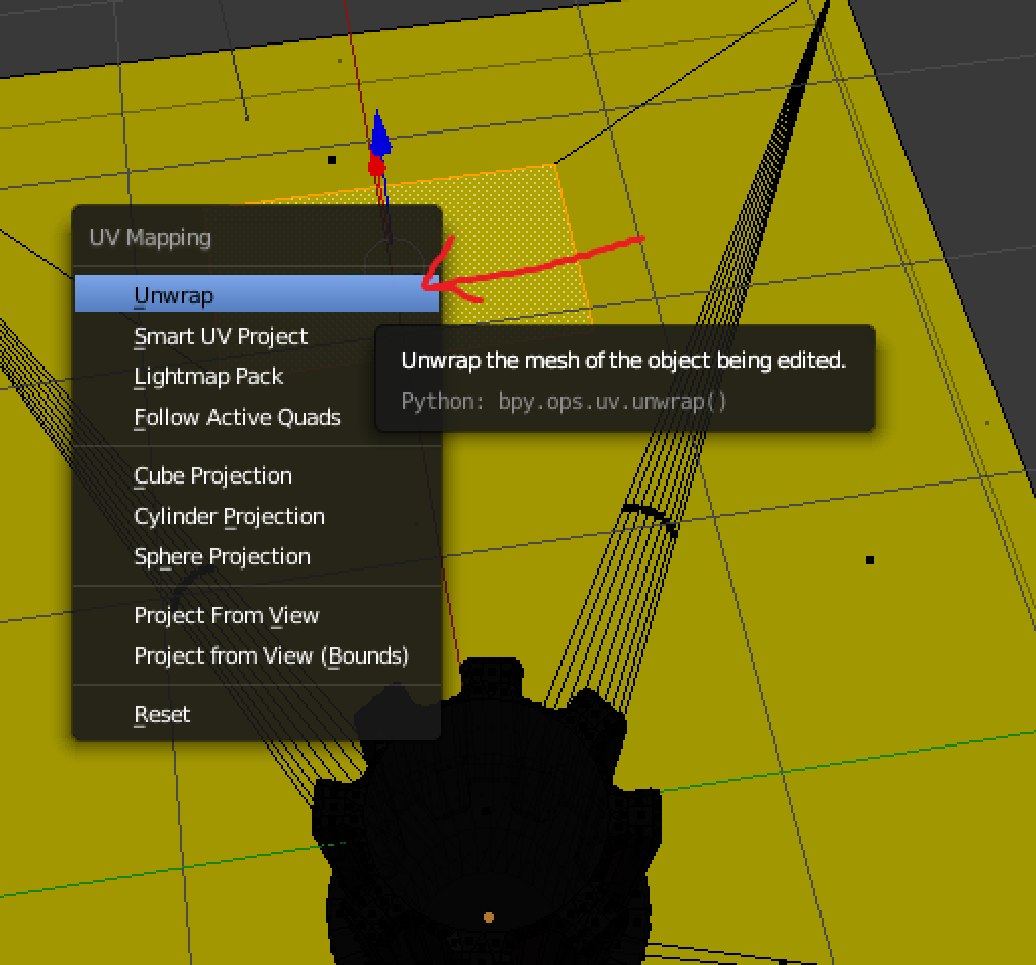 UV Mapping
Unwrap
Smart UV Project
Lightmap Pack
Follow Active Quads
Cube Projection
Cylinder Projection
Sphere Projection
Project From View
Project from View (Bounds)
Reset
Unwrap the mesh of the object being edited.
Python: bpy.ops.uv.unwrap()